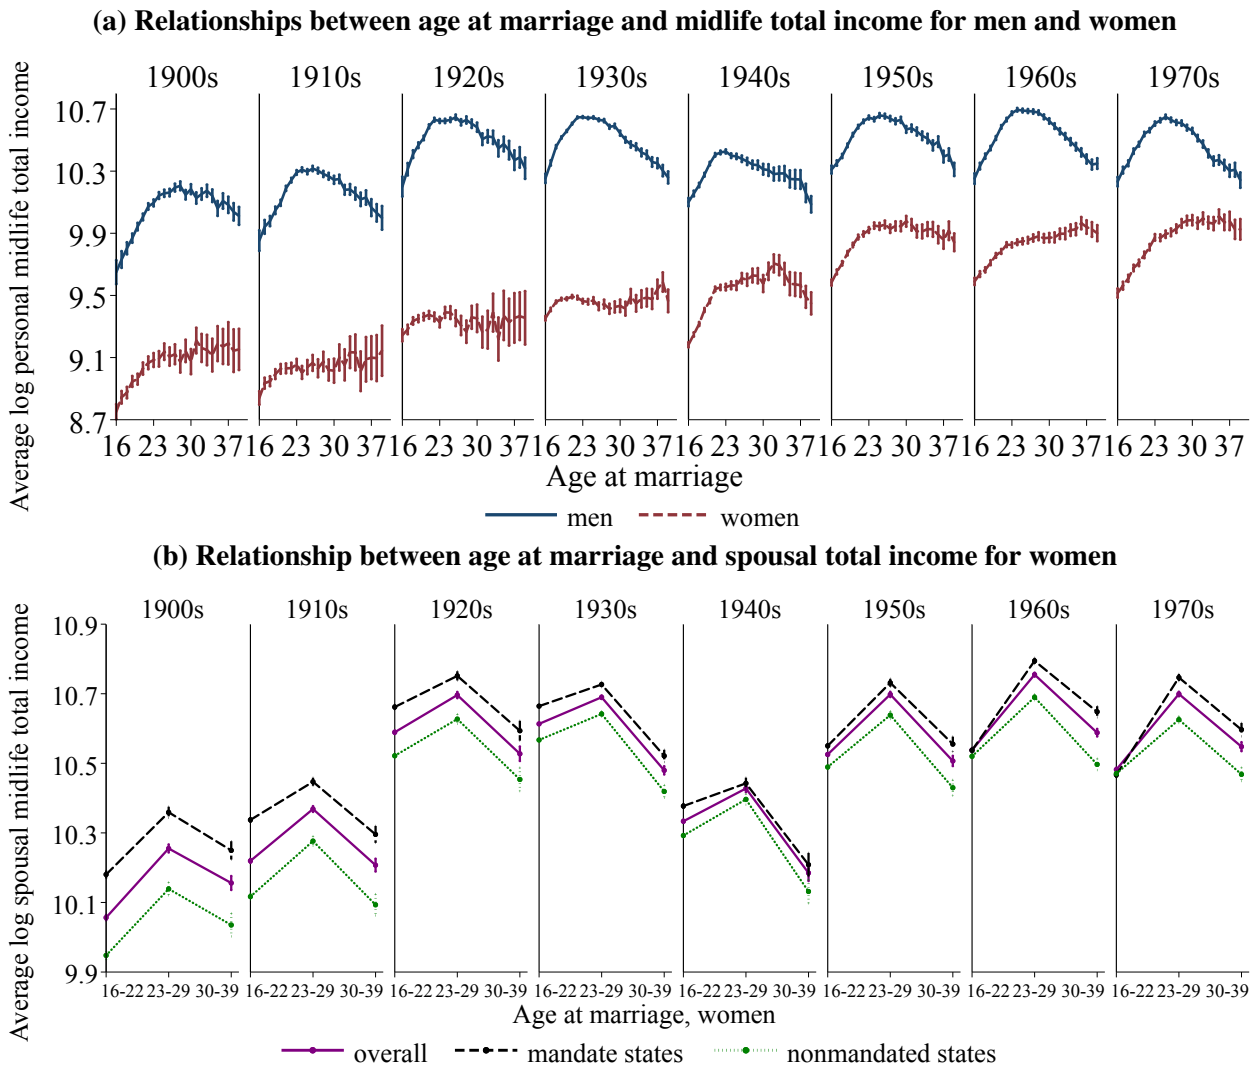 (a) Relationships between age at marriage and midlife total income for men and women
Average log personal midlife total income
1900s 1910s 1920s 1930s 1940s 1950s 1960s 1970s
10.7
10.3
9.9
9.5
9.1
8.7
16 23 30 37 16 23 30 37 16 23 30 37 16 23 30 37 16 23 30 37 16 23 30 37 16 23 30 37 16 23 30 37
Age at marriage
men women
(b) Relationship between age at marriage and spousal total income for women
Average log spousal midlife total income
1900s 1910s 1920s 1930s 1940s 1950s 1960s 1970s
10.9
10.7
10.5
10.3
10.1
9.9
16-22 23-29 30-39 16-22 23-29 30-39 16-22 23-29 30-39 16-22 23-29 30-39 16-22 23-29 30-39 16-22 23-29 30-39 16-22 23-29 30-39 16-22 23-29 30-39
Age at marriage, women
overall mandate states nonmandated states